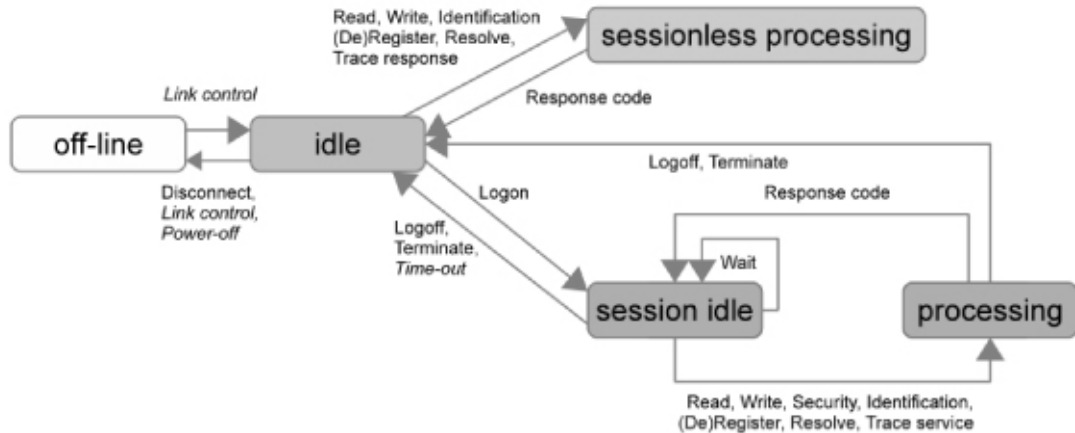 Read, Write, Identification
(De)Register, Resolve,
Trace response
sessionless processing
Link control
Response code
off-line
idle
Logoff, Terminate
Disconnect,
Link control,
Power-off
Logon
Response code
Logoff,
Terminate,
Time-out
Wait
session idle
processing
Read, Write, Security, Identification,
(De)Register, Resolve, Trace service